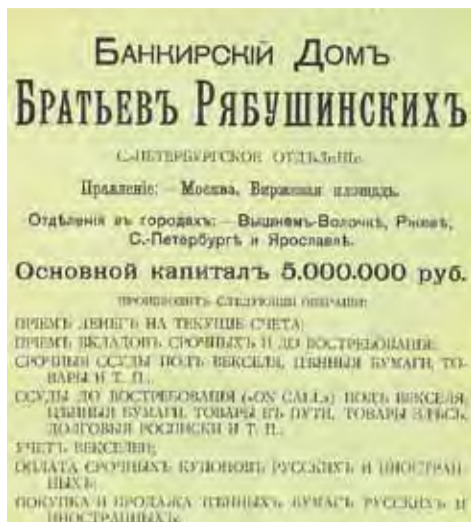 Банкирскій Домъ
Братьевъ Рябушинскихъ
С.-ПЕТЕРБУРГСКОЕ ОТДѢЛЕНІЕ.
Правленіе: — Москва, Биржевая площадь.
Отдѣленія въ городахъ: — Вышнемъ-Волочкѣ, Ржевѣ,
С.-Петербургѣ и Ярославлѣ.
Основной капиталъ 5.000.000 руб.
ПРОИЗВОДИТЪ СЛѢДУЮЩІЯ ОПЕРАЦІИ:
ПРІЕМЪ ДЕНЕГЪ НА ТЕКУЩІЕ СЧЕТА;
ПРІЕМЪ ВКЛАДОВЪ СРОЧНЫХЪ И ДО ВОСТРЕБОВАНІЯ;
СРОЧНЫЯ ССУДЫ ПОДЪ ВЕКСЕЛЯ, ЦѢННЫЯ БУМАГИ, ТО-
ВАРЫ И Т. П.;
ССУДЫ ДО ВОСТРЕБОВАНІЯ («ON CALL») ПОДЪ ВЕКСЕЛЯ,
ЦѢННЫЯ БУМАГИ, ТОВАРЫ ВЪ ПУТИ, ТОВАРЫ ЗДѢСЬ,
ДОЛГОВЫЯ РОСПИСКИ И Т. П.;
УЧЕТЪ ВЕКСЕЛЕЙ;
ОПЛАТА СРОЧНЫХЪ КУПОНОВЪ РУССКИХЪ И ИНОСТРАН-
НЫХЪ;
ПОКУПКА И ПРОДАЖА ЦѢННЫХЪ БУМАГЪ РУССКИХЪ И
ИНОСТРАННЫХЪ;